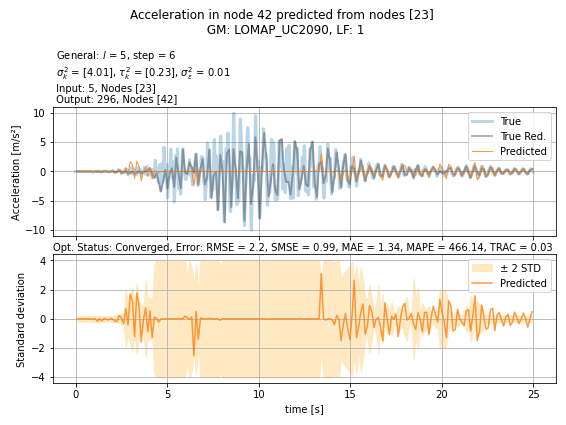 Acceleration in node 42 predicted from nodes [23]
GM: LOMAP_UC2090, LF: 1
General: l = 5, step = 6
σ²ₖ = [4.01], τ²ₖ = [0.23], σ²ε = 0.01
Input: 5, Nodes [23]
Output: 296, Nodes [42]
10
5
0
−5
−10
Acceleration [m/s²]
True
True Red.
Predicted
Opt. Status: Converged, Error: RMSE = 2.2, SMSE = 0.99, MAE = 1.34, MAPE = 466.14, TRAC = 0.03
4
2
0
−2
−4
Standard deviation
± 2 STD
Predicted
0 5 10 15 20 25
time [s]